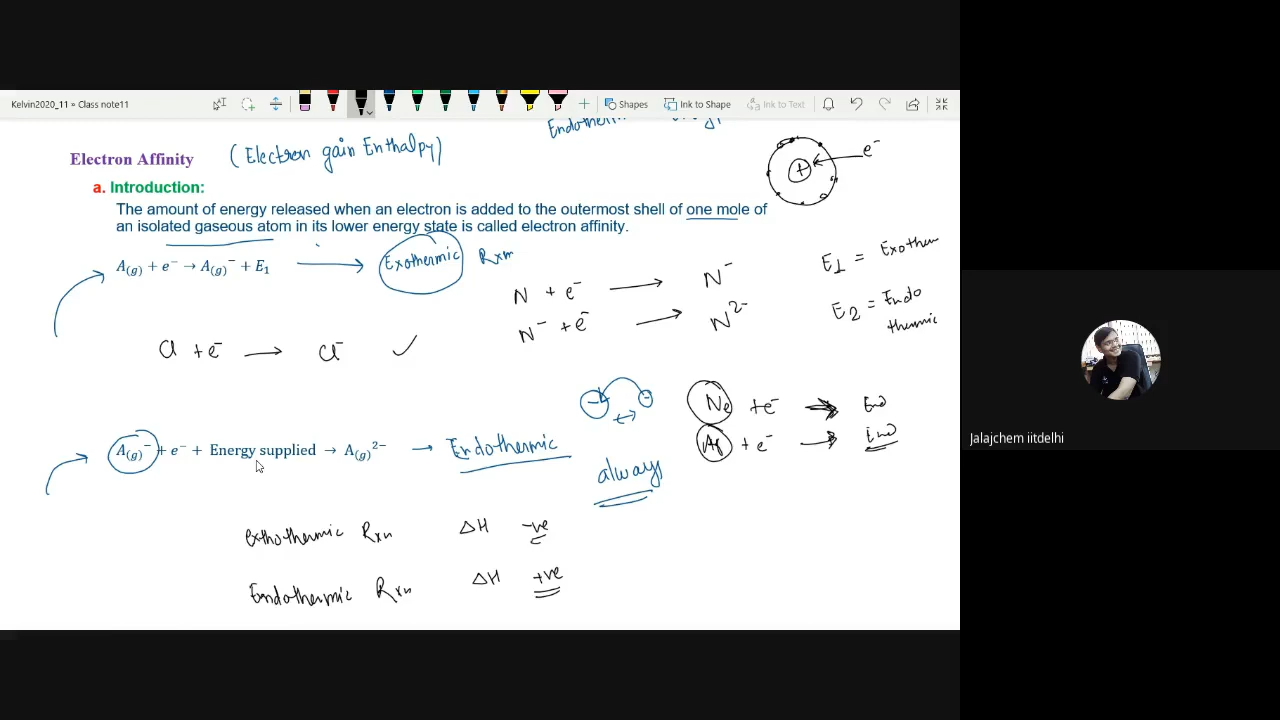 Kelvin2020_11 » Class note11
Shapes
Ink to Shape
Ink to Text
Electron Affinity (Electron gain Enthalpy)
e⁻
+
a. Introduction:
The amount of energy released when an electron is added to the outermost shell of one mole of
an isolated gaseous atom in its lower energy state is called electron affinity.
A(g) + e⁻ → A(g)⁻ + E₁ → Exothermic Rxn
E₁ = Exotherm
N + e⁻ → N⁻
E₂ = Endo
thermic
N⁻ + e⁻ → N²⁻
Cl + e⁻ → Cl⁻ ✓
Ne + e⁻ → End
A(g)⁻ + e⁻ + Energy supplied → A(g)²⁻ → Endothermic
always
+ e⁻ → End
Exthothermic Rxn ΔH -ve
Endothermic Rxn ΔH +ve
Jalajchem iitdelhi